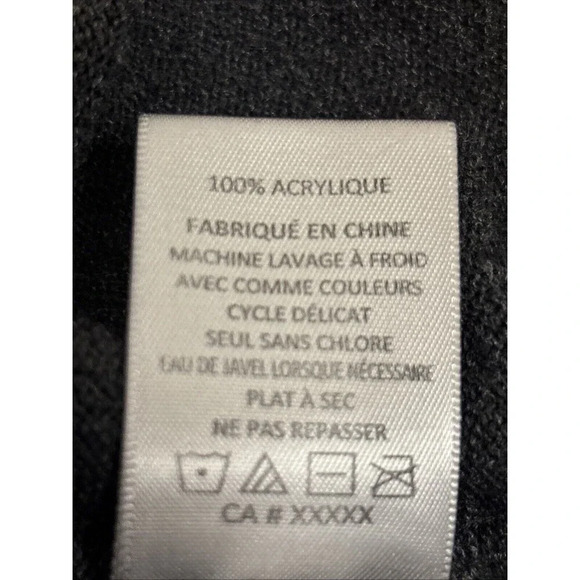 100% ACRYLIQUE
FABRIQUÉ EN CHINE
MACHINE LAVAGE À FROID
AVEC COMME COULEURS
CYCLE DÉLICAT
SEUL SANS CHLORE
EAU DE JAVEL LORSQUE NÉCESSAIRE
PLAT À SEC
NE PAS REPASSER
CA # XXXXX